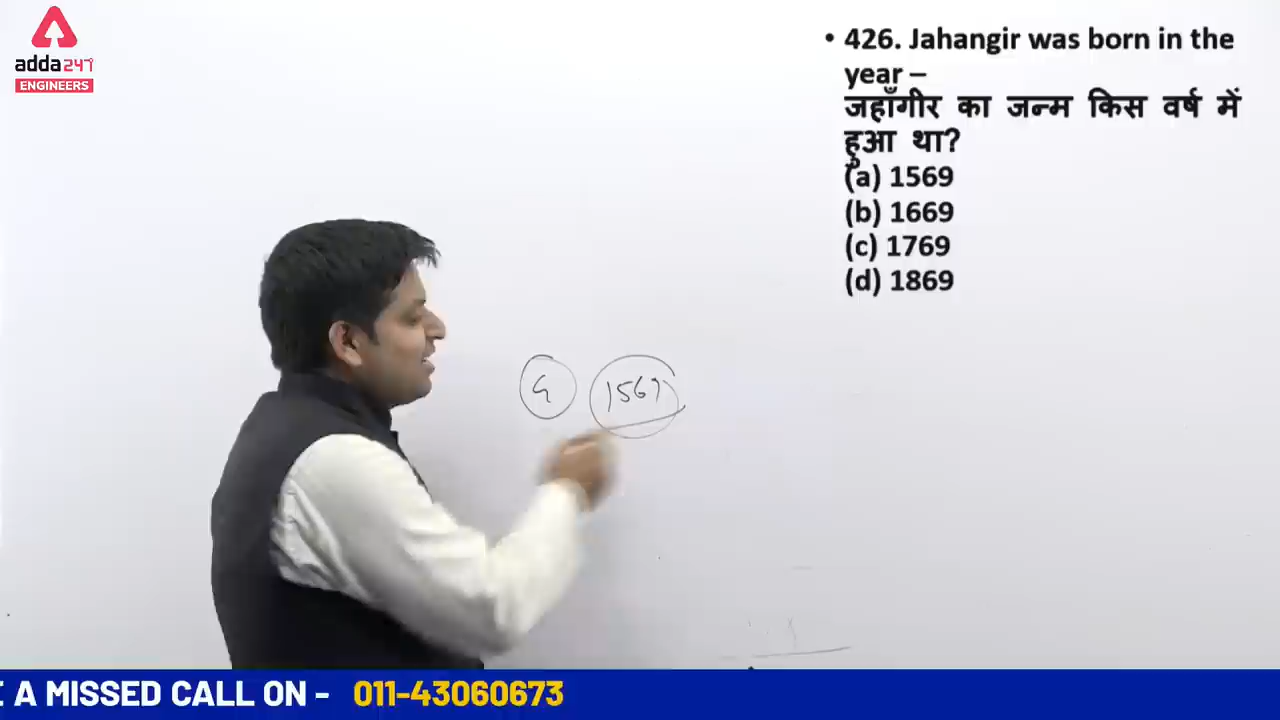 adda247
ENGINEERS
• 426. Jahangir was born in the
year –
जहाँगीर का जन्म किस वर्ष में
हुआ था?
(a) 1569
(b) 1669
(c) 1769
(d) 1869
1569
A MISSED CALL ON - 011-43060673